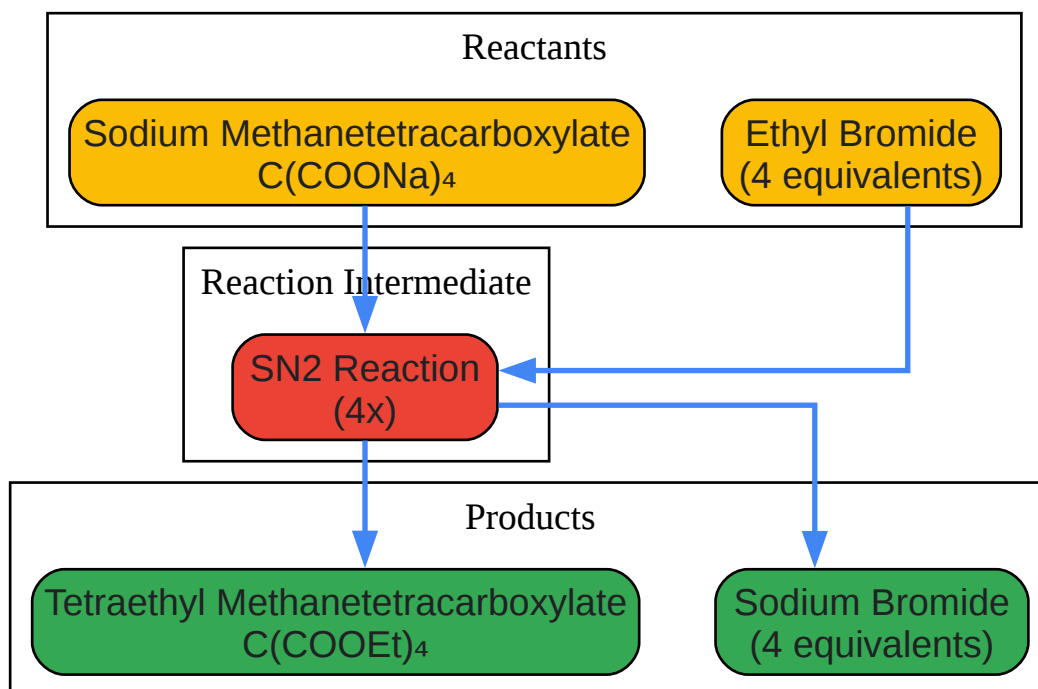 Reactants
Sodium Methanetetracarboxylate
C(COONa)₄
Ethyl Bromide
(4 equivalents)
Reaction Intermediate
SN2 Reaction
(4x)
Products
Tetraethyl Methanetetracarboxylate
C(COOEt)₄
Sodium Bromide
(4 equivalents)